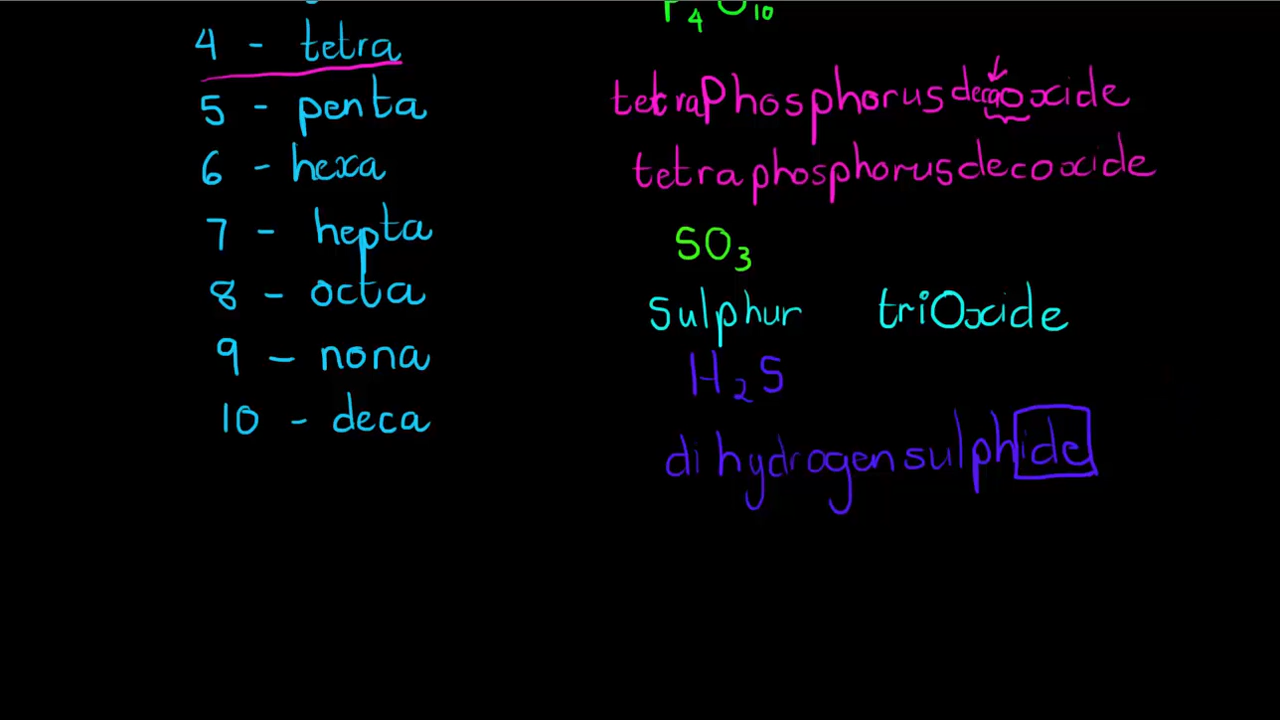 4 - tetra
5 - penta
6 - hexa
7 - hepta
8 - octa
9 - nona
10 - deca
P4O10
tetraphosphorusdecaoxide
tetraphosphorusdecoxide
SO3
sulphur trioxide
H2S
dihydrogensulphide